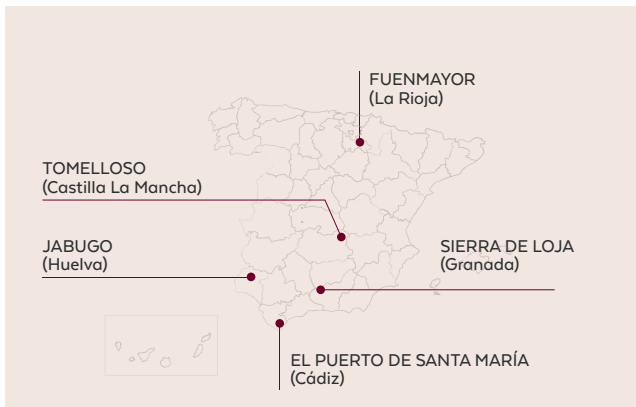 FUENMAYOR
(La Rioja)
TOMELLOSO
(Castilla La Mancha)
JABUGO
(Huelva)
SIERRA DE LOJA
(Granada)
EL PUERTO DE SANTA MARÍA
(Cádiz)